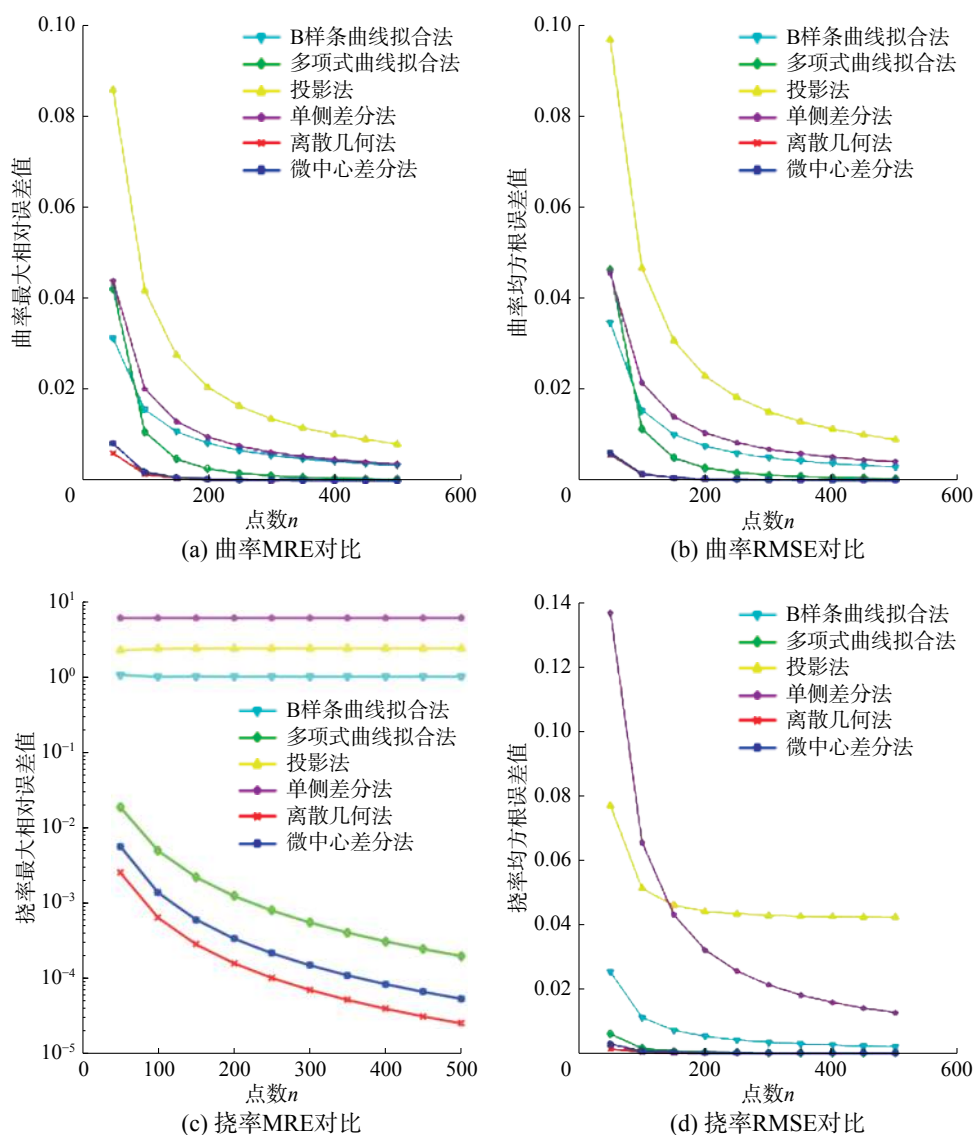 0.10
0.08
0.06
0.04
0.02
0
200
400
600
曲率最大相对误差值
点数n
B样条曲线拟合法
多项式曲线拟合法
投影法
单侧差分法
离散几何法
微中心差分法
(a) 曲率MRE对比
0.10
0.08
0.06
0.04
0.02
0
200
400
600
曲率均方根误差值
点数n
B样条曲线拟合法
多项式曲线拟合法
投影法
单侧差分法
离散几何法
微中心差分法
(b) 曲率RMSE对比
10¹
10⁰
10⁻¹
10⁻²
10⁻³
10⁻⁴
10⁻⁵
0
100
200
300
400
500
挠率最大相对误差值
点数n
B样条曲线拟合法
多项式曲线拟合法
投影法
单侧差分法
离散几何法
微中心差分法
(c) 挠率MRE对比
0.14
0.12
0.10
0.08
0.06
0.04
0.02
0
200
400
600
挠率均方根误差值
点数n
B样条曲线拟合法
多项式曲线拟合法
投影法
单侧差分法
离散几何法
微中心差分法
(d) 挠率RMSE对比